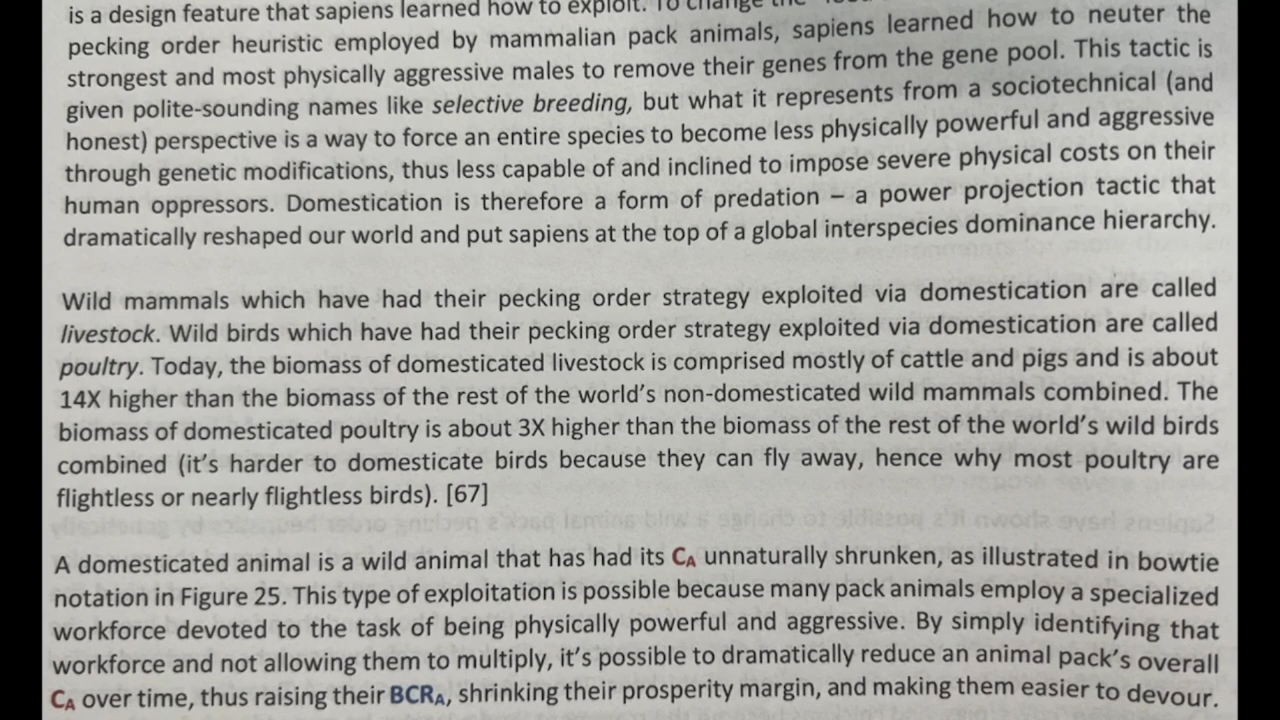 is a design feature that sapiens learned how to exploit. To change the
pecking order heuristic employed by mammalian pack animals, sapiens learned how to neuter the
strongest and most physically aggressive males to remove their genes from the gene pool. This tactic is
given polite-sounding names like selective breeding, but what it represents from a sociotechnical (and
honest) perspective is a way to force an entire species to become less physically powerful and aggressive
through genetic modifications, thus less capable of and inclined to impose severe physical costs on their
human oppressors. Domestication is therefore a form of predation – a power projection tactic that
dramatically reshaped our world and put sapiens at the top of a global interspecies dominance hierarchy.
Wild mammals which have had their pecking order strategy exploited via domestication are called
livestock. Wild birds which have had their pecking order strategy exploited via domestication are called
poultry. Today, the biomass of domesticated livestock is comprised mostly of cattle and pigs and is about
14X higher than the biomass of the rest of the world's non-domesticated wild mammals combined. The
biomass of domesticated poultry is about 3X higher than the biomass of the rest of the world's wild birds
combined (it's harder to domesticate birds because they can fly away, hence why most poultry are
flightless or nearly flightless birds). [67]
A domesticated animal is a wild animal that has had its CA unnaturally shrunken, as illustrated in bowtie
notation in Figure 25. This type of exploitation is possible because many pack animals employ a specialized
workforce devoted to the task of being physically powerful and aggressive. By simply identifying that
workforce and not allowing them to multiply, it's possible to dramatically reduce an animal pack's overall
CA over time, thus raising their BCRA, shrinking their prosperity margin, and making them easier to devour.